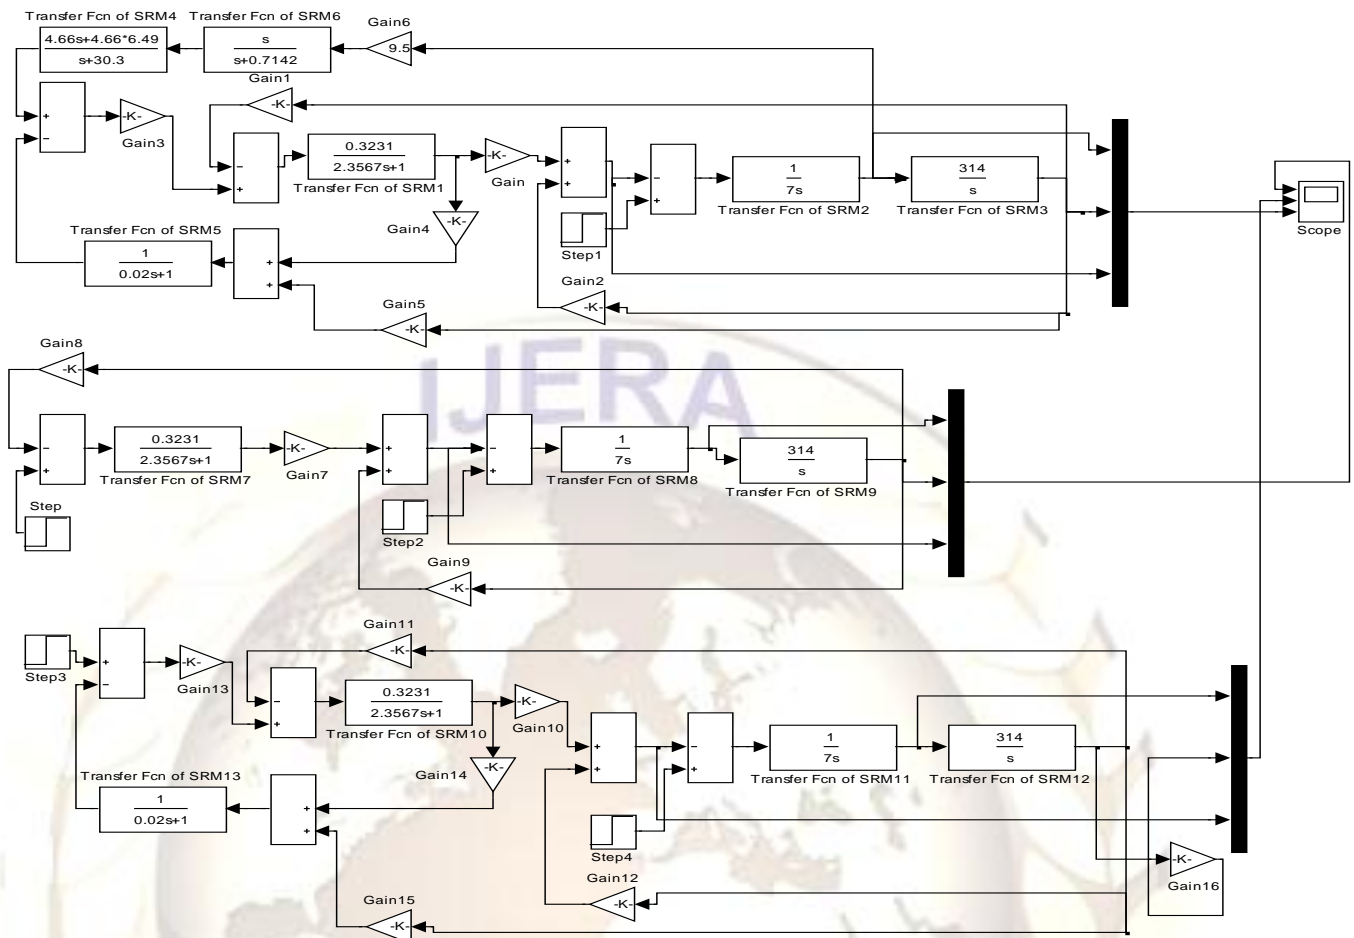 Transfer Fcn of SRM4
Transfer Fcn of SRM6
Gain6
4.66s+4.66*6.49
s+30.3
s
s+0.7142
9.5
Gain1
-K-
+
−
-K-
Gain3
−
+
0.3231
2.3567s+1
Transfer Fcn of SRM1
-K-
Gain
+
+
−
+
1
7s
Transfer Fcn of SRM2
314
s
Transfer Fcn of SRM3
Scope
-K-
Gain4
Step1
Transfer Fcn of SRM5
1
0.02s+1
+
+
Gain2
-K-
Gain5
-K-
IJERA
Gain8
-K-
−
+
0.3231
2.3567s+1
Transfer Fcn of SRM7
-K-
Gain7
+
+
−
+
1
7s
Transfer Fcn of SRM8
314
s
Transfer Fcn of SRM9
Step
Step2
Gain9
-K-
Gain11
-K-
Step3
+
−
-K-
Gain13
−
+
0.3231
2.3567s+1
Transfer Fcn of SRM10
-K-
Gain10
+
+
−
+
1
7s
Transfer Fcn of SRM11
314
s
Transfer Fcn of SRM12
Gain14
-K-
Transfer Fcn of SRM13
1
0.02s+1
+
+
Step4
-K-
Gain16
Gain12
-K-
Gain15
-K-